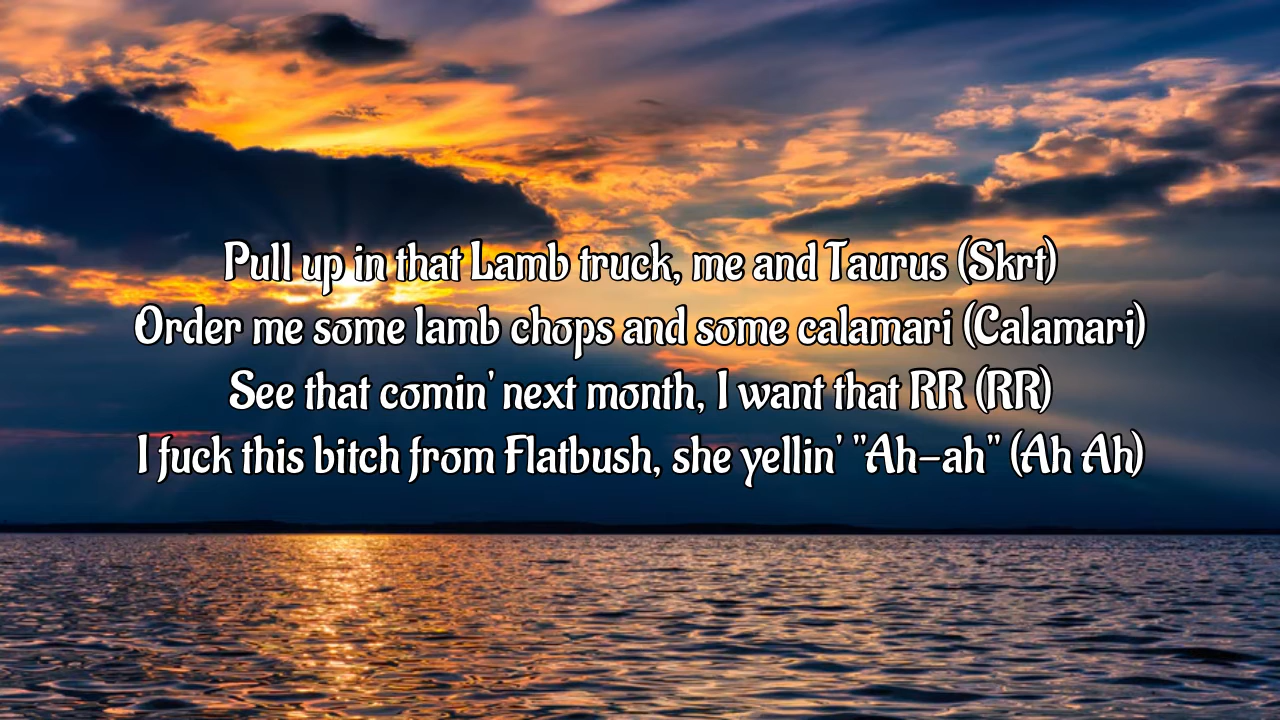 Pull up in that Lamb truck, me and Taurus (Skrt)
Order me some lamb chops and some calamari (Calamari)
See that comin' next month, I want that RR (RR)
I fuck this bitch from Flatbush, she yellin' "Ah-ah" (Ah Ah)